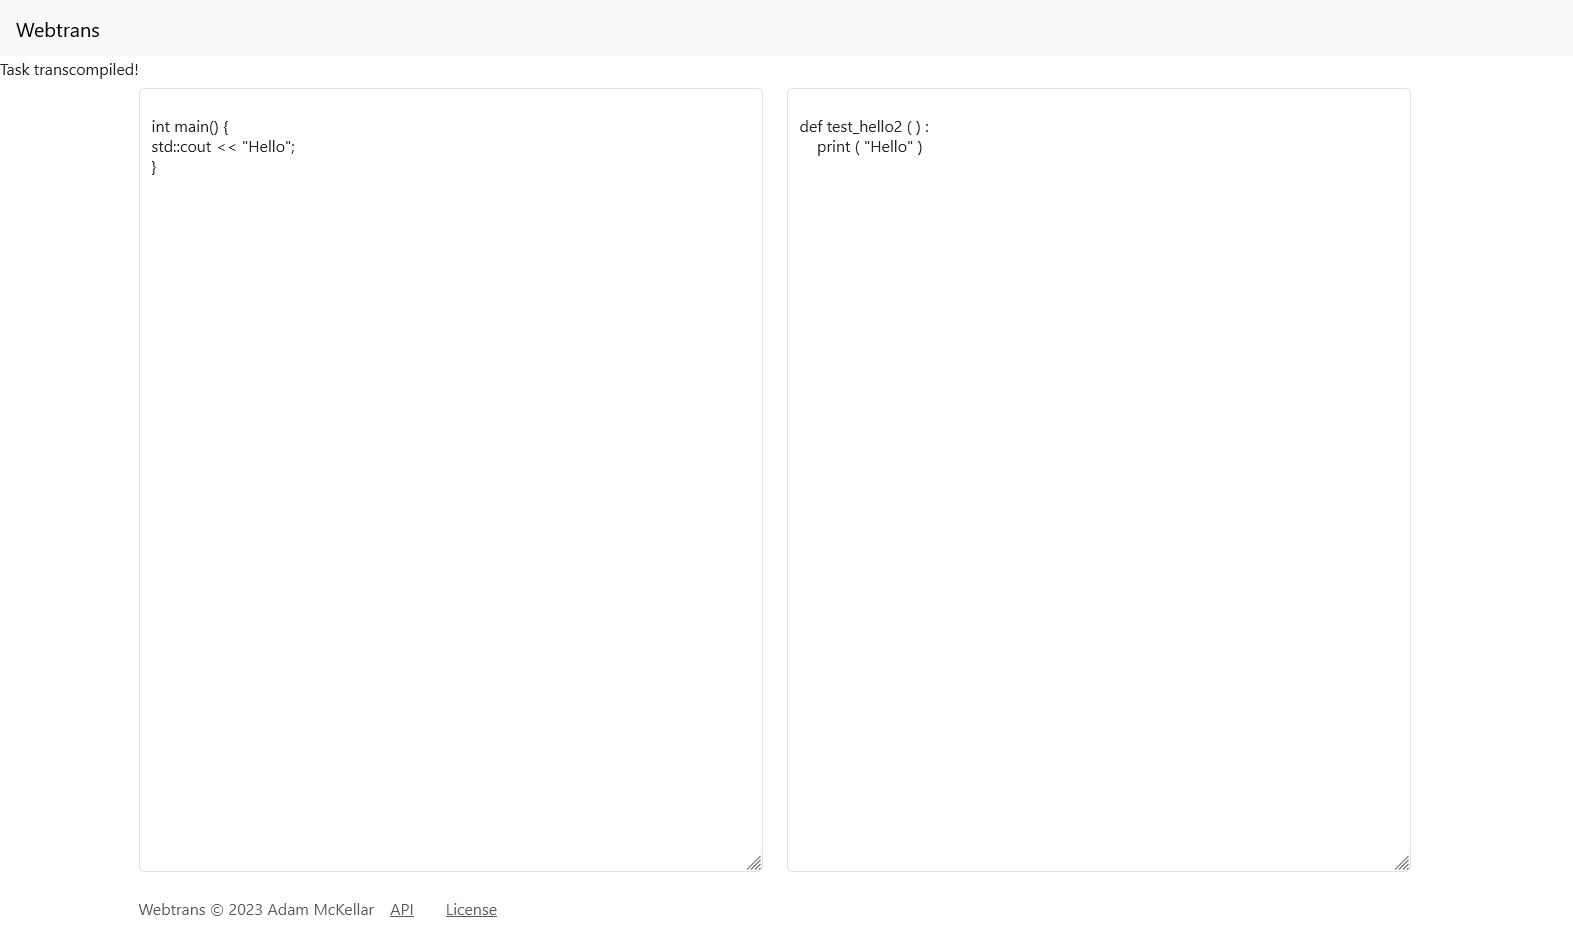 Webtrans
Task transcompiled!
int main() {
std::cout << "Hello";
}
def test_hello2 ( ) :
    print ( "Hello" )
Webtrans © 2023 Adam McKellar API License